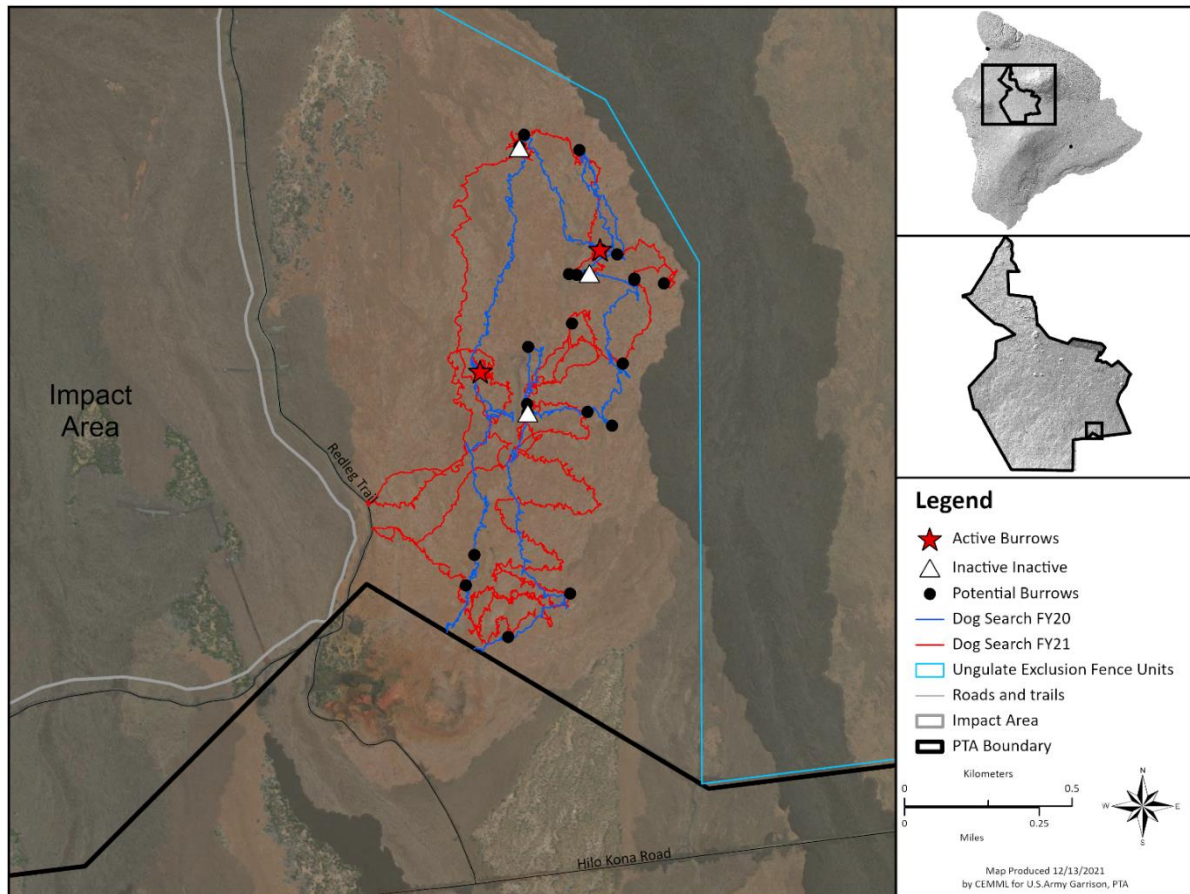 Impact
Area
Redleg Trail
Hilo Kona Road
Legend
Active Burrows
Inactive Inactive
Potential Burrows
Dog Search FY20
Dog Search FY21
Ungulate Exclusion Fence Units
Roads and trails
Impact Area
PTA Boundary
Kilometers
0 0.5
0 0.25
Miles
N
W E
S
Map Produced 12/13/2021
by CEMML for U.S.Army Garrison, PTA